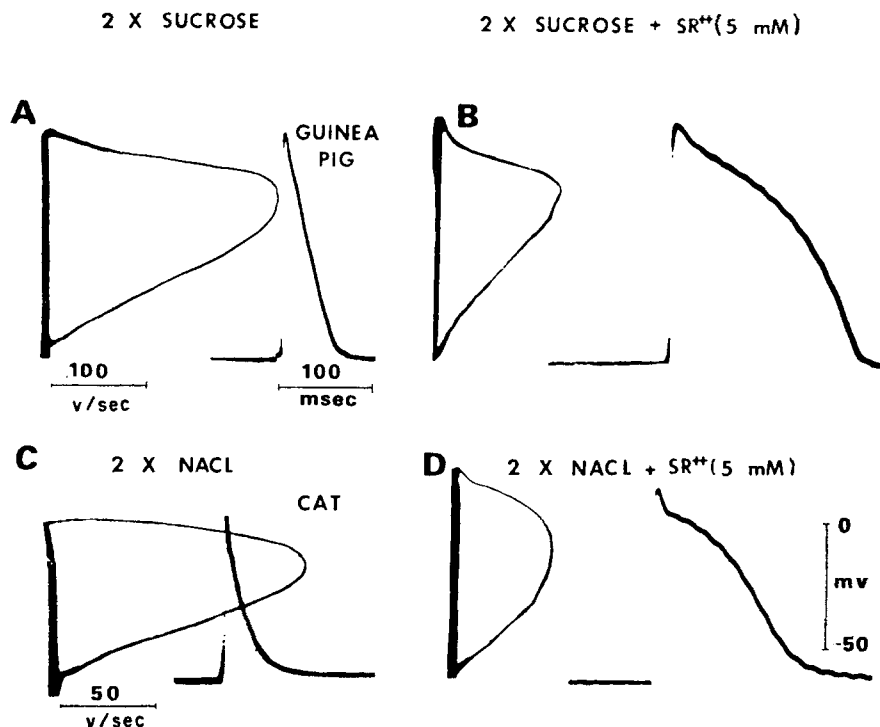 2 X SUCROSE
2 X SUCROSE + SR++(5 mM)
A
GUINEA
PIG
B
100
v/sec
100
msec
C
2 X NACL
CAT
D
2 X NACL + SR++(5 mM)
0
mv
-50
50
v/sec